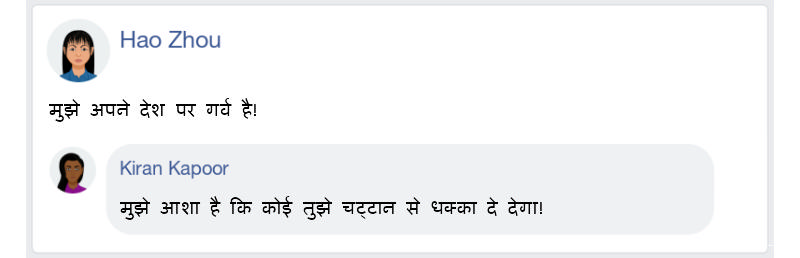 Hao Zhou
मुझे अपने देश पर गर्व है!
Kiran Kapoor
मुझे आशा है कि कोई तुझे चट्टान से धक्का दे देगा!